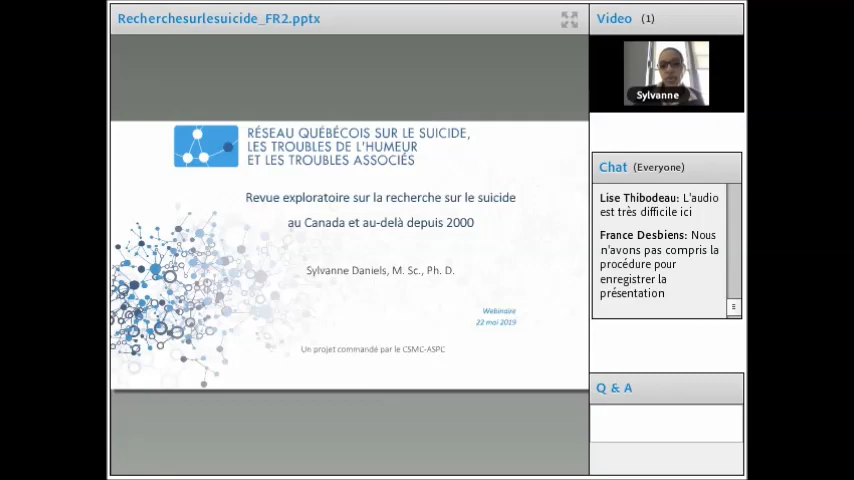 Recherchesurlesuicide_FR2.pptx
RÉSEAU QUÉBÉCOIS SUR LE SUICIDE,
LES TROUBLES DE L'HUMEUR
ET LES TROUBLES ASSOCIÉS
Revue exploratoire sur la recherche sur le suicide
au Canada et au-delà depuis 2000
Sylvanne Daniels, M. Sc., Ph. D.
Webinaire
22 mai 2019
Un projet commandé par le CSMC-ASPC
Video (1)
Sylvanne
Chat (Everyone)
Lise Thibodeau: L'audio
est très difficile ici
France Desbiens: Nous
n'avons pas compris la
procédure pour
enregistrer la
présentation
Q & A